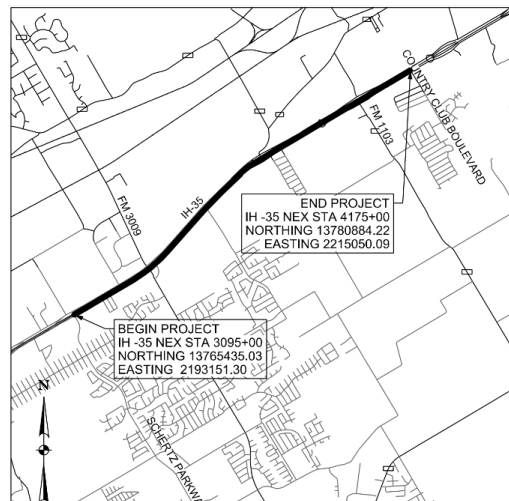 COUNTRY CLUB BOULEVARD
FM 1103
FM 3009
IH-35
END PROJECT
IH -35 NEX STA 4175+00
NORTHING 13780884.22
EASTING 2215050.09
BEGIN PROJECT
IH -35 NEX STA 3095+00
NORTHING 13765435.03
EASTING 2193151.30
N
SCHERTZ PARKWA